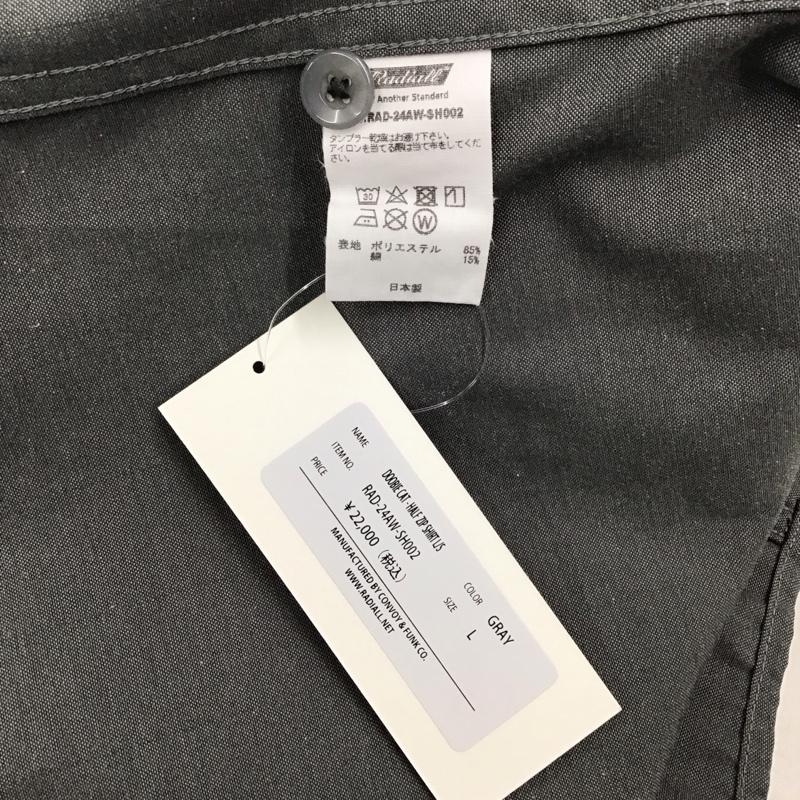 Radiall
Another Standard
RAD-24AW-SH002
タンブラー乾燥はお避け下さい。
アイロンを当てる際は当て布をしてくだ
さい。
30
1
W
表地 ポリエステル 85%
綿 15%
日本製
NAME DOOBIE CAT - HALF ZIP SHIRT L/S
ITEM NO. RAD-24AW-SH002
PRICE ¥22,000 (税込)
COLOR GRAY
SIZE L
MANUFACTURED BY CONVOY & FUNK CO.
WWW.RADIALL.NET